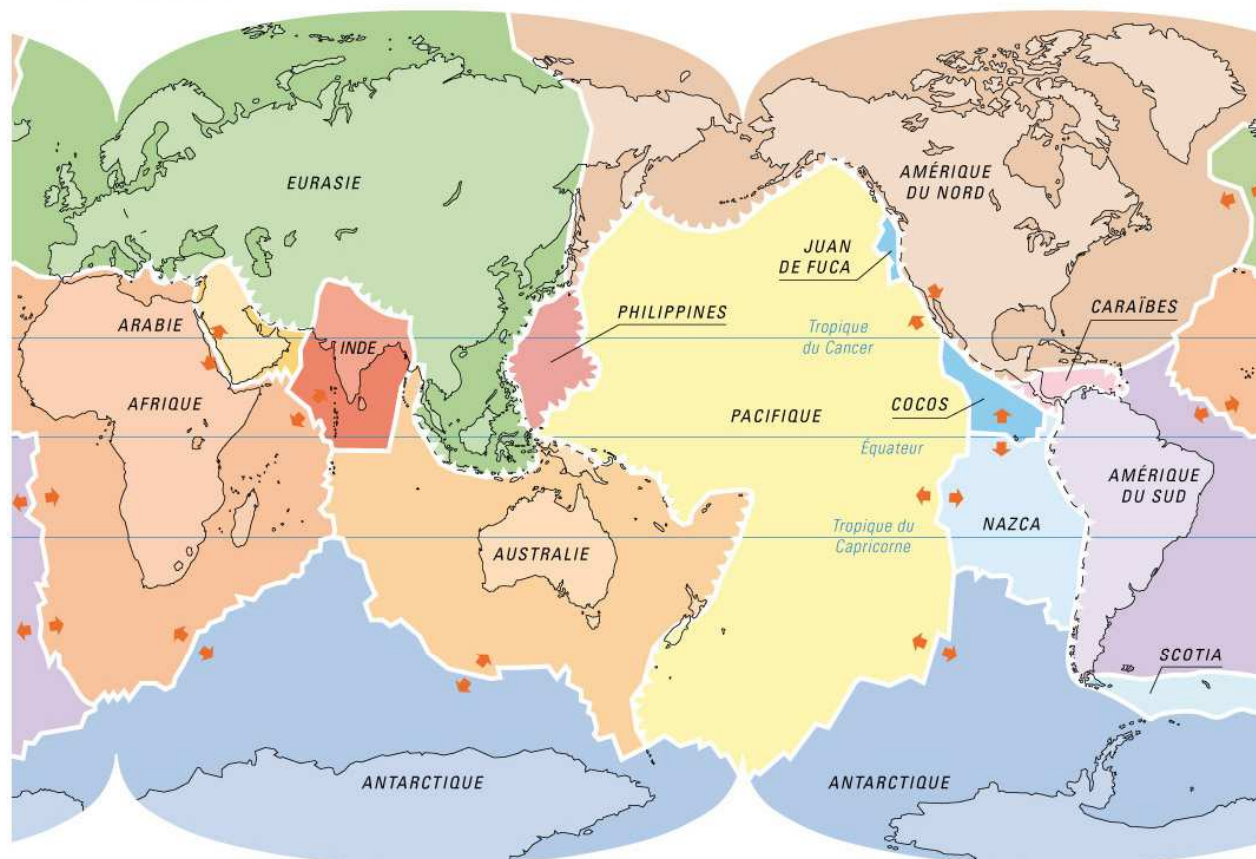 EURASIE
AMÉRIQUE
DU NORD
JUAN
DE FUCA
PHILIPPINES
CARAÏBES
ARABIE
INDE
Tropique
du Cancer
AFRIQUE
PACIFIQUE
COCOS
Équateur
AMÉRIQUE
DU SUD
NAZCA
Tropique du
Capricorne
AUSTRALIE
SCOTIA
ANTARCTIQUE
ANTARCTIQUE